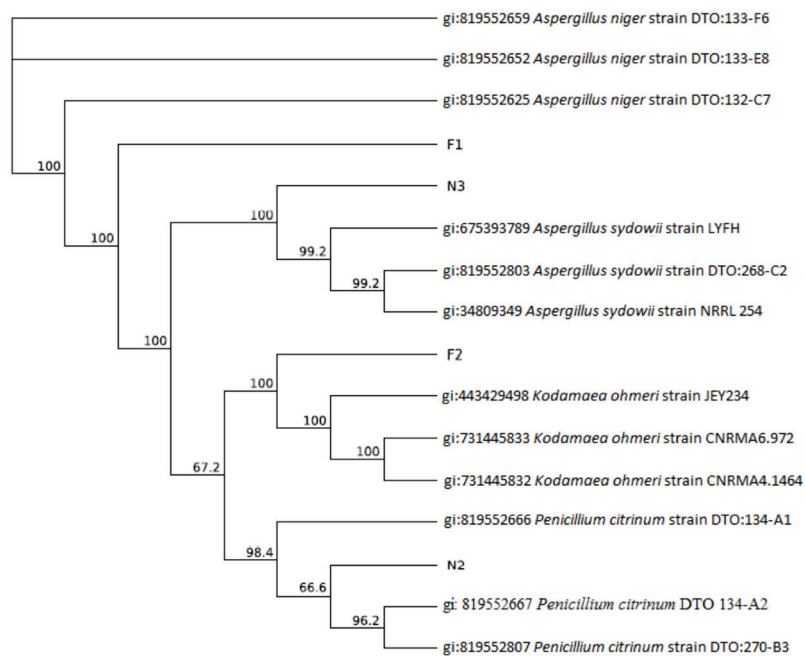 gi:819552659 Aspergillus niger strain DTO:133-F6
gi:819552652 Aspergillus niger strain DTO:133-E8
gi:819552625 Aspergillus niger strain DTO:132-C7
F1
100
N3
100
gi:675393789 Aspergillus sydowii strain LYFH
100
99.2
gi:819552803 Aspergillus sydowii strain DTO:268-C2
99.2
gi:34809349 Aspergillus sydowii strain NRRL 254
100
F2
100
gi:443429498 Kodamaea ohmeri strain JEY234
100
gi:731445833 Kodamaea ohmeri strain CNRMA6.972
100
67.2
gi:731445832 Kodamaea ohmeri strain CNRMA4.1464
gi:819552666 Penicillium citrinum strain DTO:134-A1
98.4
N2
66.6
gi: 819552667 Penicillium citrinum DTO 134-A2
96.2
gi:819552807 Penicillium citrinum strain DTO:270-B3